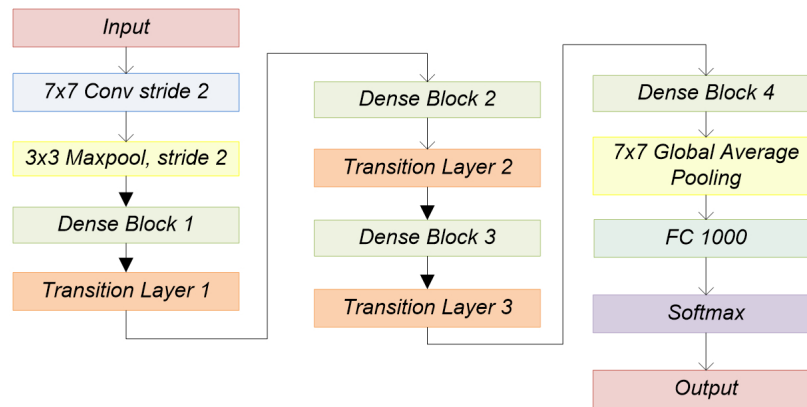 Input
7x7 Conv stride 2
3x3 Maxpool, stride 2
Dense Block 1
Transition Layer 1
Dense Block 2
Transition Layer 2
Dense Block 3
Transition Layer 3
Dense Block 4
7x7 Global Average
Pooling
FC 1000
Softmax
Output